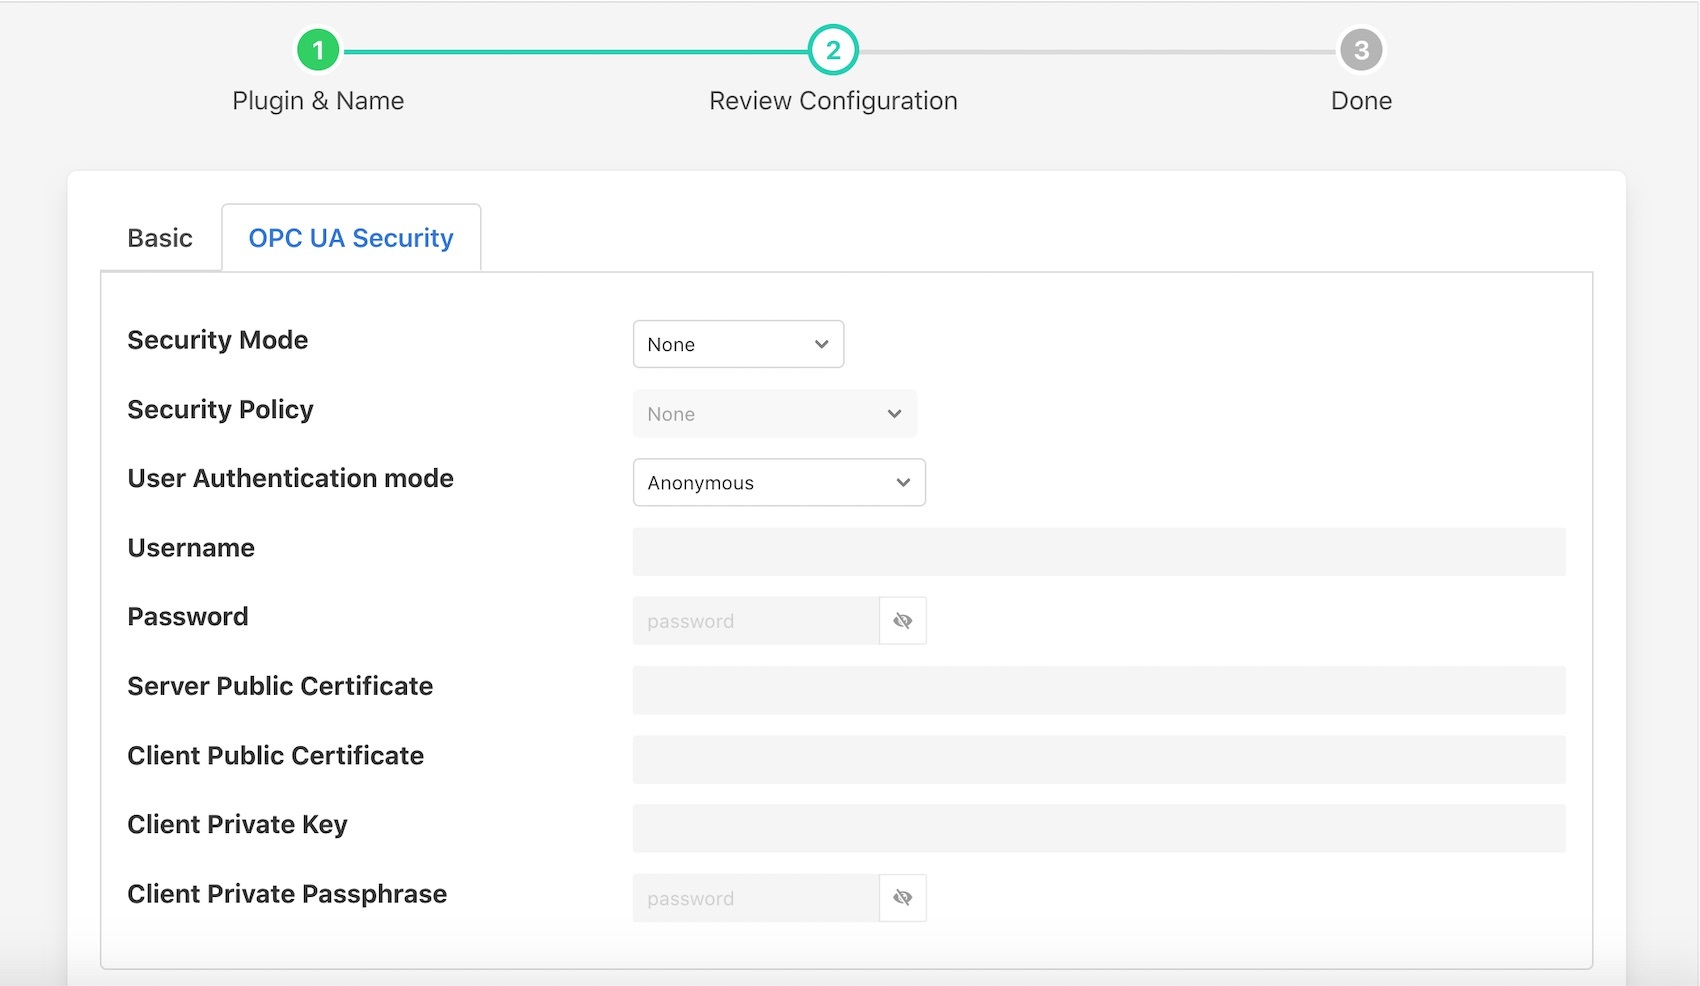 1
2
3
Plugin & Name
Review Configuration
Done
Basic
OPC UA Security
Security Mode
None
Security Policy
None
User Authentication mode
Anonymous
Username
Password
password
Server Public Certificate
Client Public Certificate
Client Private Key
Client Private Passphrase
password